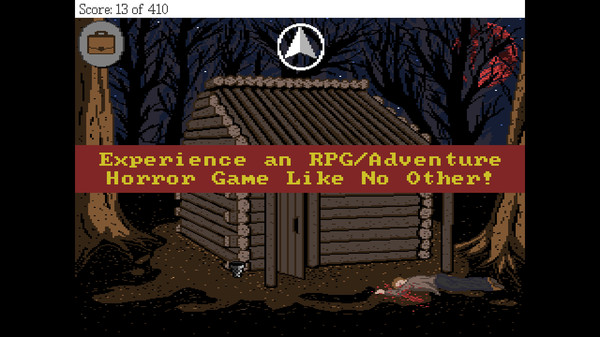 Score: 13 of 410
Experience an RPG/Adventure
Horror Game Like No Other!